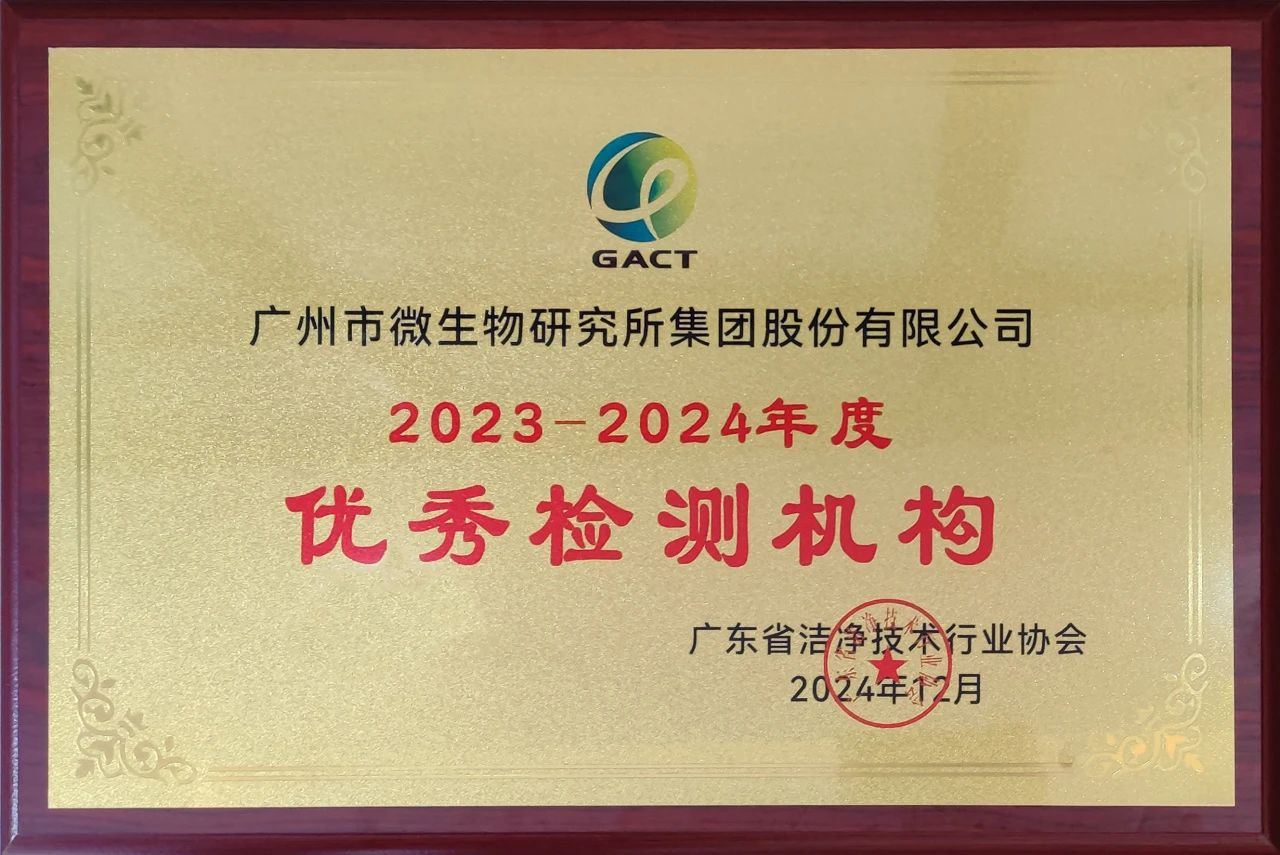 GACT
广州市微生物研究所集团股份有限公司
2023-2024年度
优秀检测机构
广东省洁净技术行业协会
2024年12月